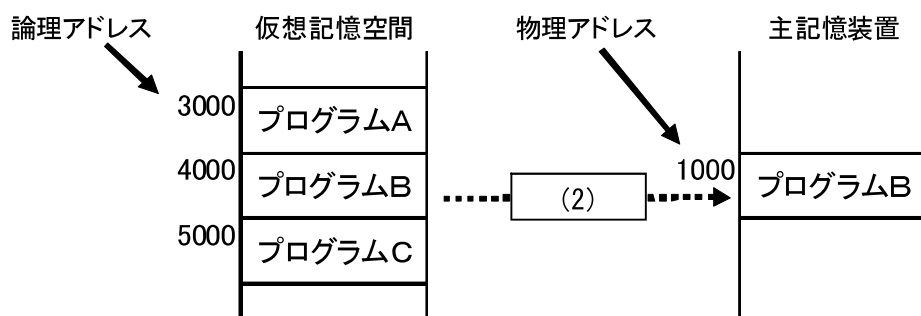 論理アドレス
仮想記憶空間
物理アドレス
主記憶装置
3000
プログラムA
4000
プログラムB
(2)
1000
プログラムB
5000
プログラムC